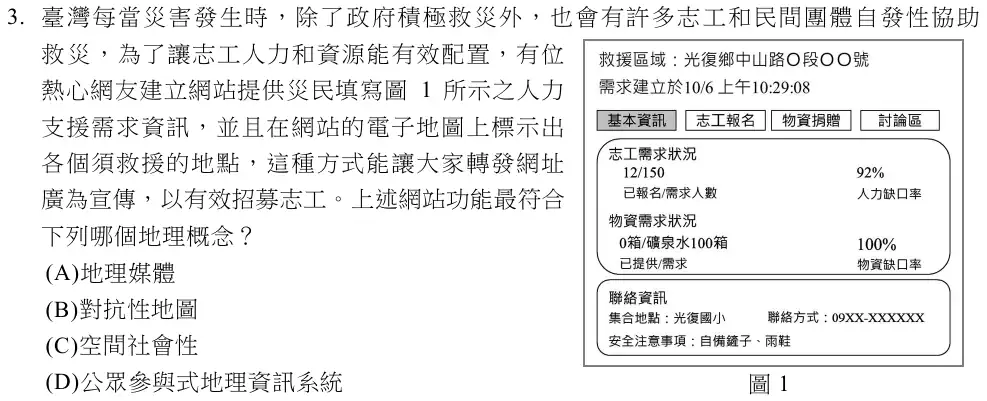 3. 臺灣每當災害發生時，除了政府積極救災外，也會有許多志工和民間團體自發性協助
救災，為了讓志工人力和資源能有效配置，有位
熱心網友建立網站提供災民填寫圖 1 所示之人力
支援需求資訊，並且在網站的電子地圖上標示出
各個須救援的地點，這種方式能讓大家轉發網址
廣為宣傳，以有效招募志工。上述網站功能最符合
下列哪個地理概念？
(A)地理媒體
(B)對抗性地圖
(C)空間社會性
(D)公眾參與式地理資訊系統
救援區域：光復鄉中山路O段OO號
需求建立於10/6 上午10:29:08
基本資訊 志工報名 物資捐贈 討論區
志工需求狀況
12/150 92%
已報名/需求人數 人力缺口率
物資需求狀況
0箱/礦泉水100箱 100%
已提供/需求 物資缺口率
聯絡資訊
集合地點：光復國小 聯絡方式：09XX-XXXXXX
安全注意事項：自備鏟子、雨鞋
圖 1